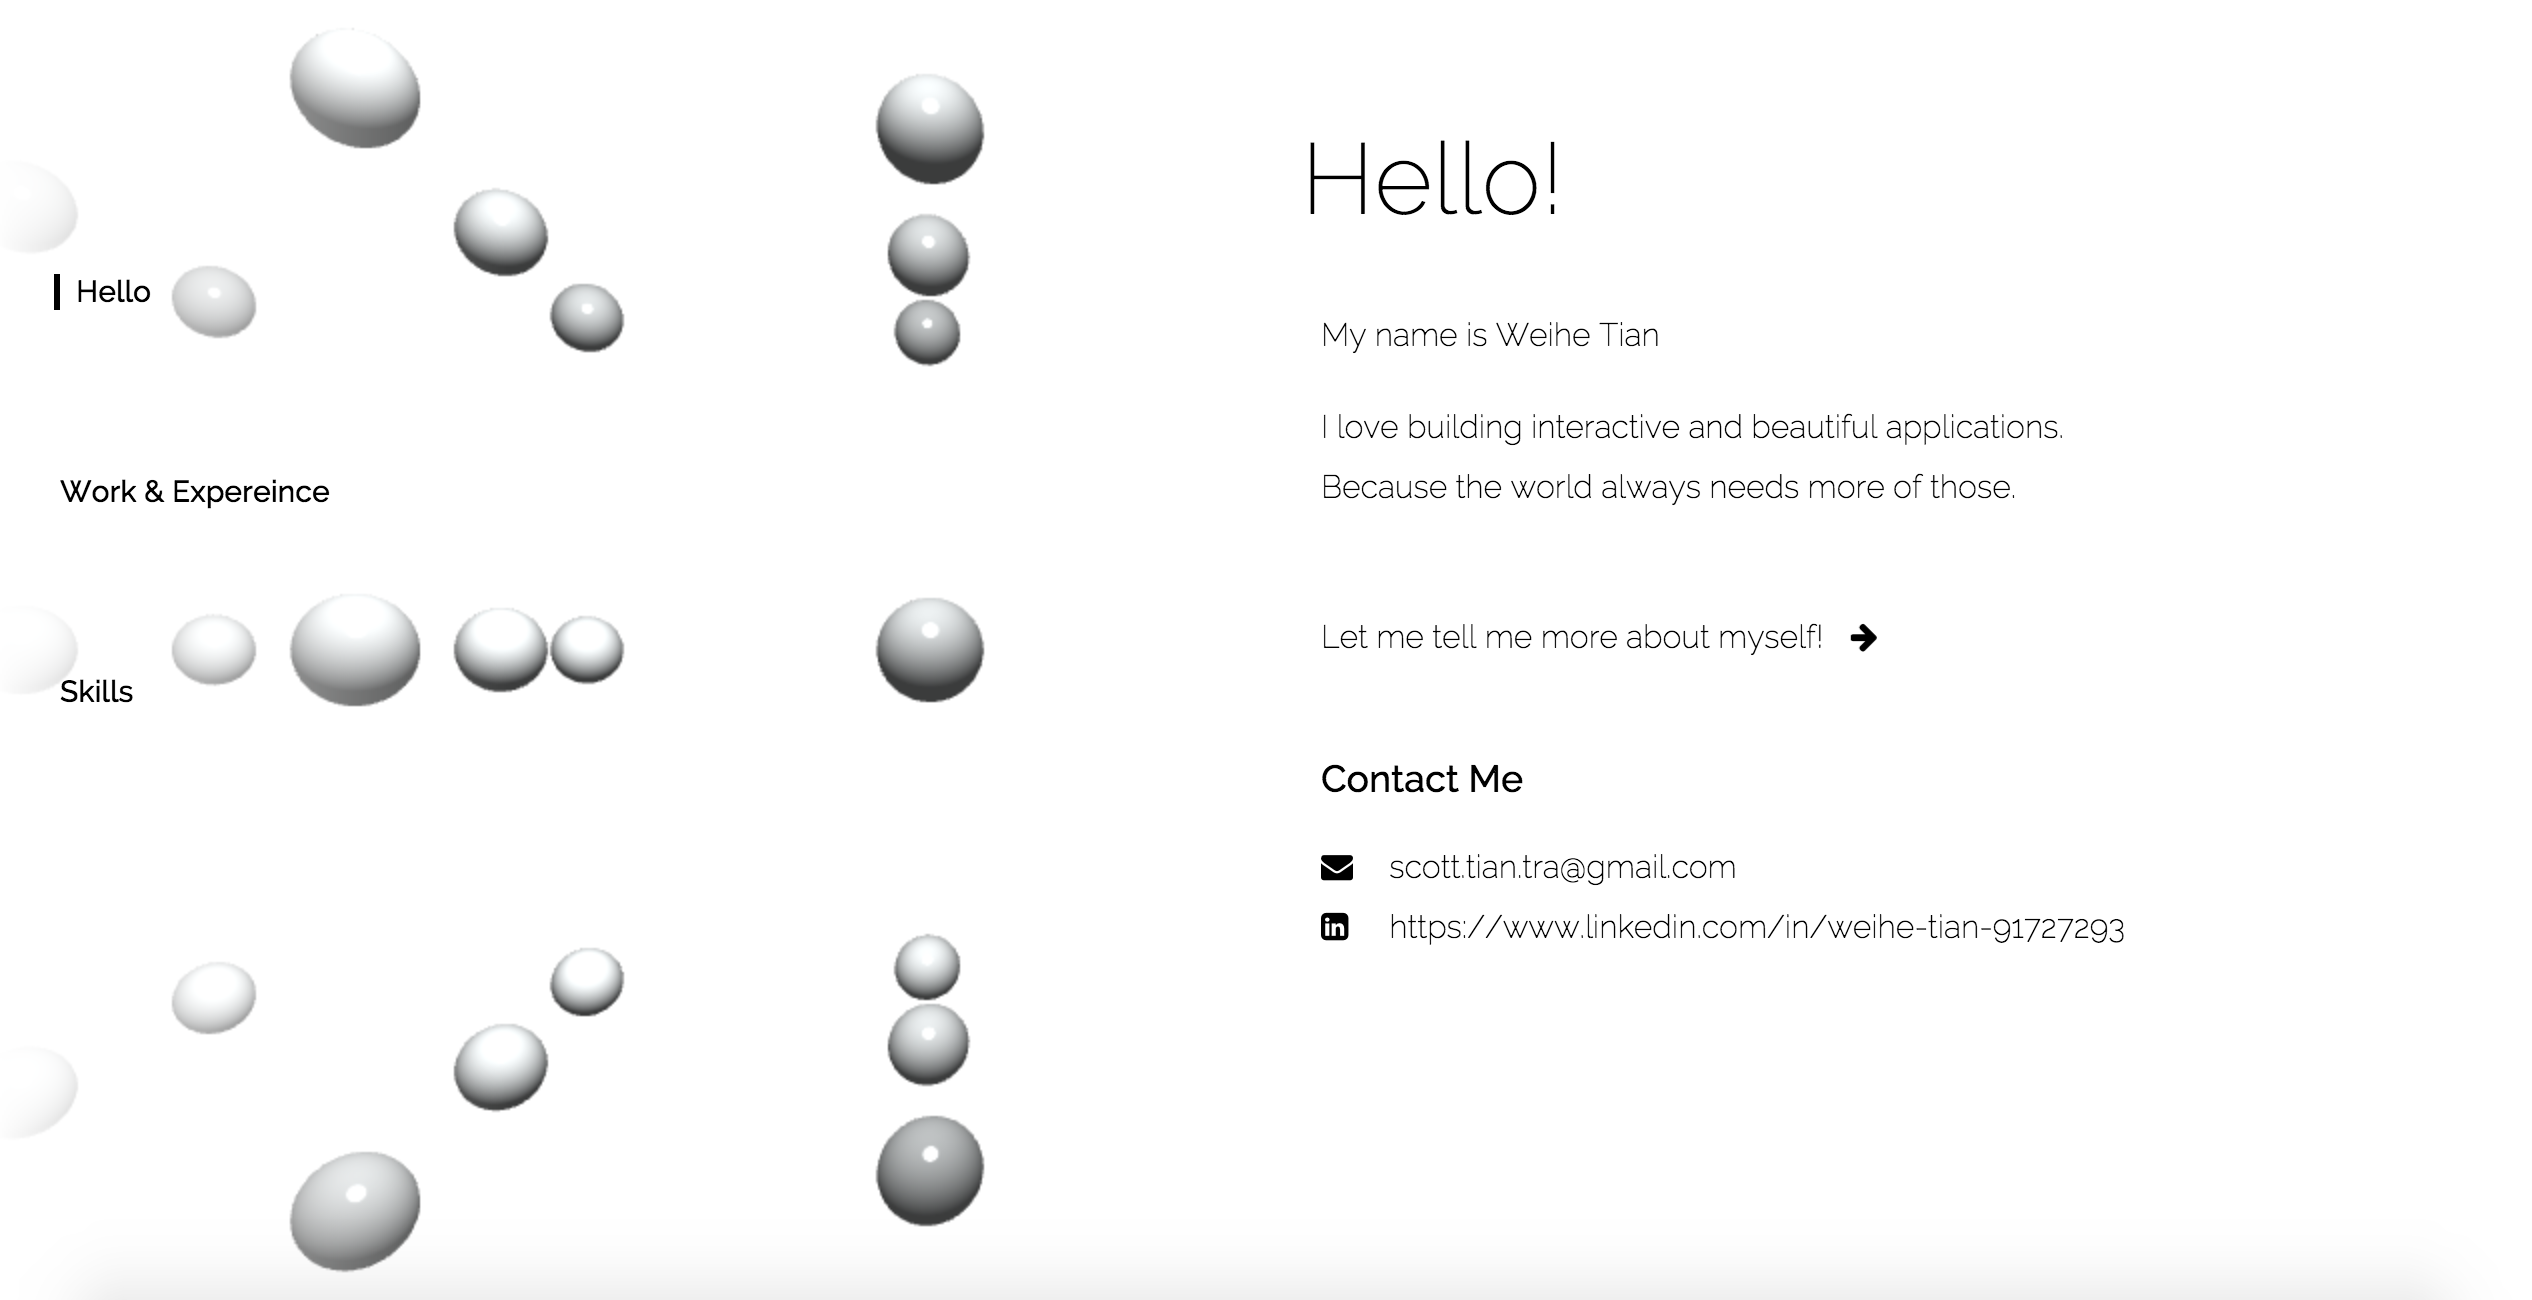 Hello
Work & Expereince
Skills
Hello!
My name is Weihe Tian
I love building interactive and beautiful applications.
Because the world always needs more of those.
Let me tell me more about myself!
Contact Me
scott.tian.tra@gmail.com
https://www.linkedin.com/in/weihe-tian-91727293